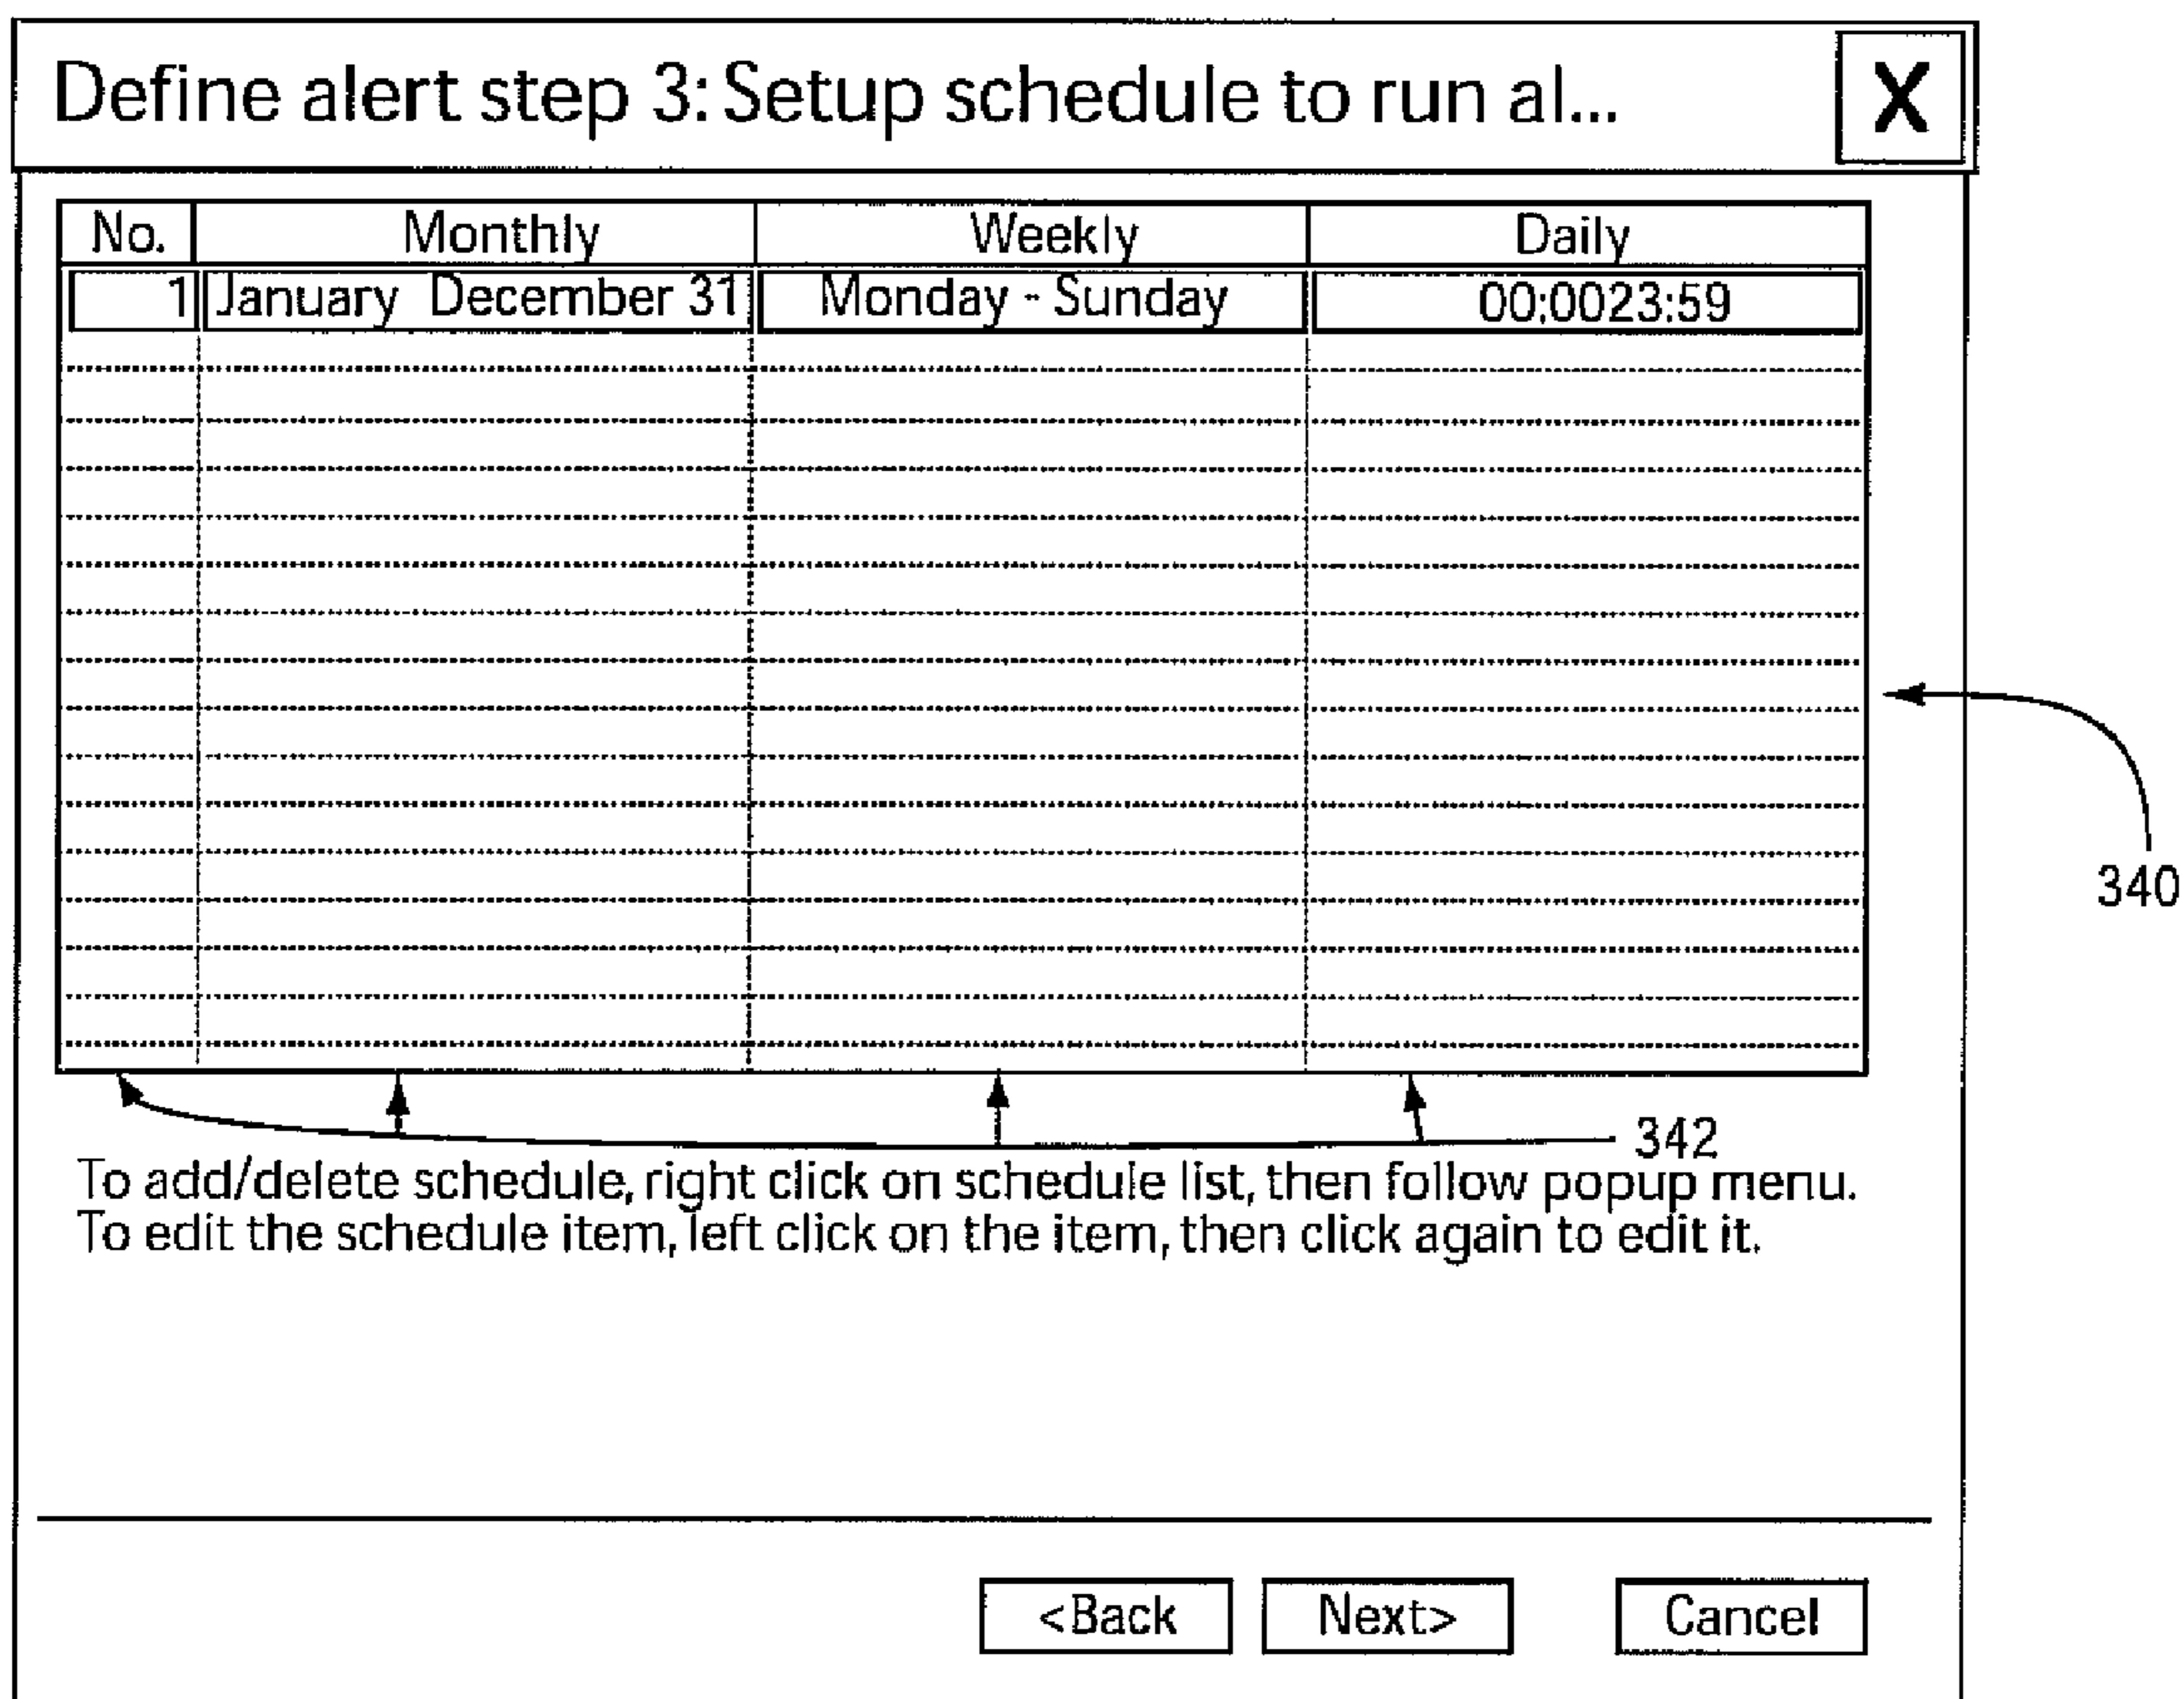 Define alert step 3: Setup schedule to run al...
X
No. Monthly Weekly Daily
1 January December 31 Monday - Sunday 00:0023:59
340
342
To add/delete schedule, right click on schedule list, then follow popup menu.
To edit the schedule item, left click on the item, then click again to edit it.
<Back Next> Cancel